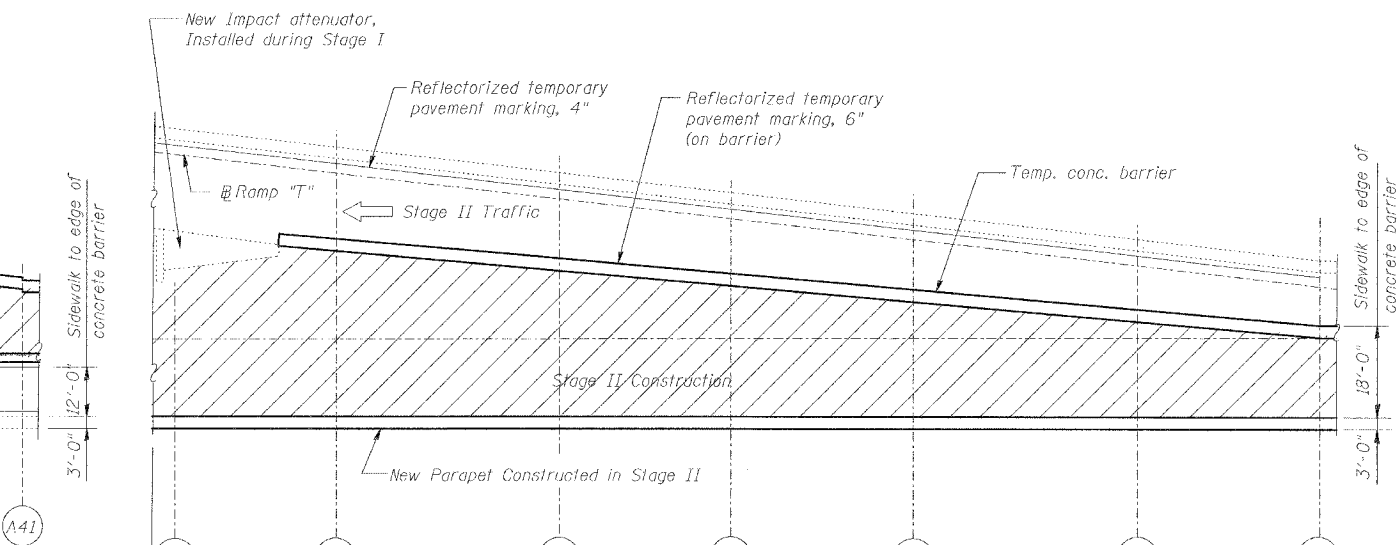 New Impact attenuator,
Installed during Stage I
Reflectorized temporary
pavement marking, 4"
Reflectorized temporary
pavement marking, 6"
(on barrier)
Temp. conc. barrier
℄ Ramp "T"
Stage II Traffic
Sidewalk to edge of
concrete barrier
12'-0"
3'-0"
Sidewalk to edge of
concrete barrier
18'-0"
3'-0"
Stage II Construction
New Parapet Constructed in Stage II
A41